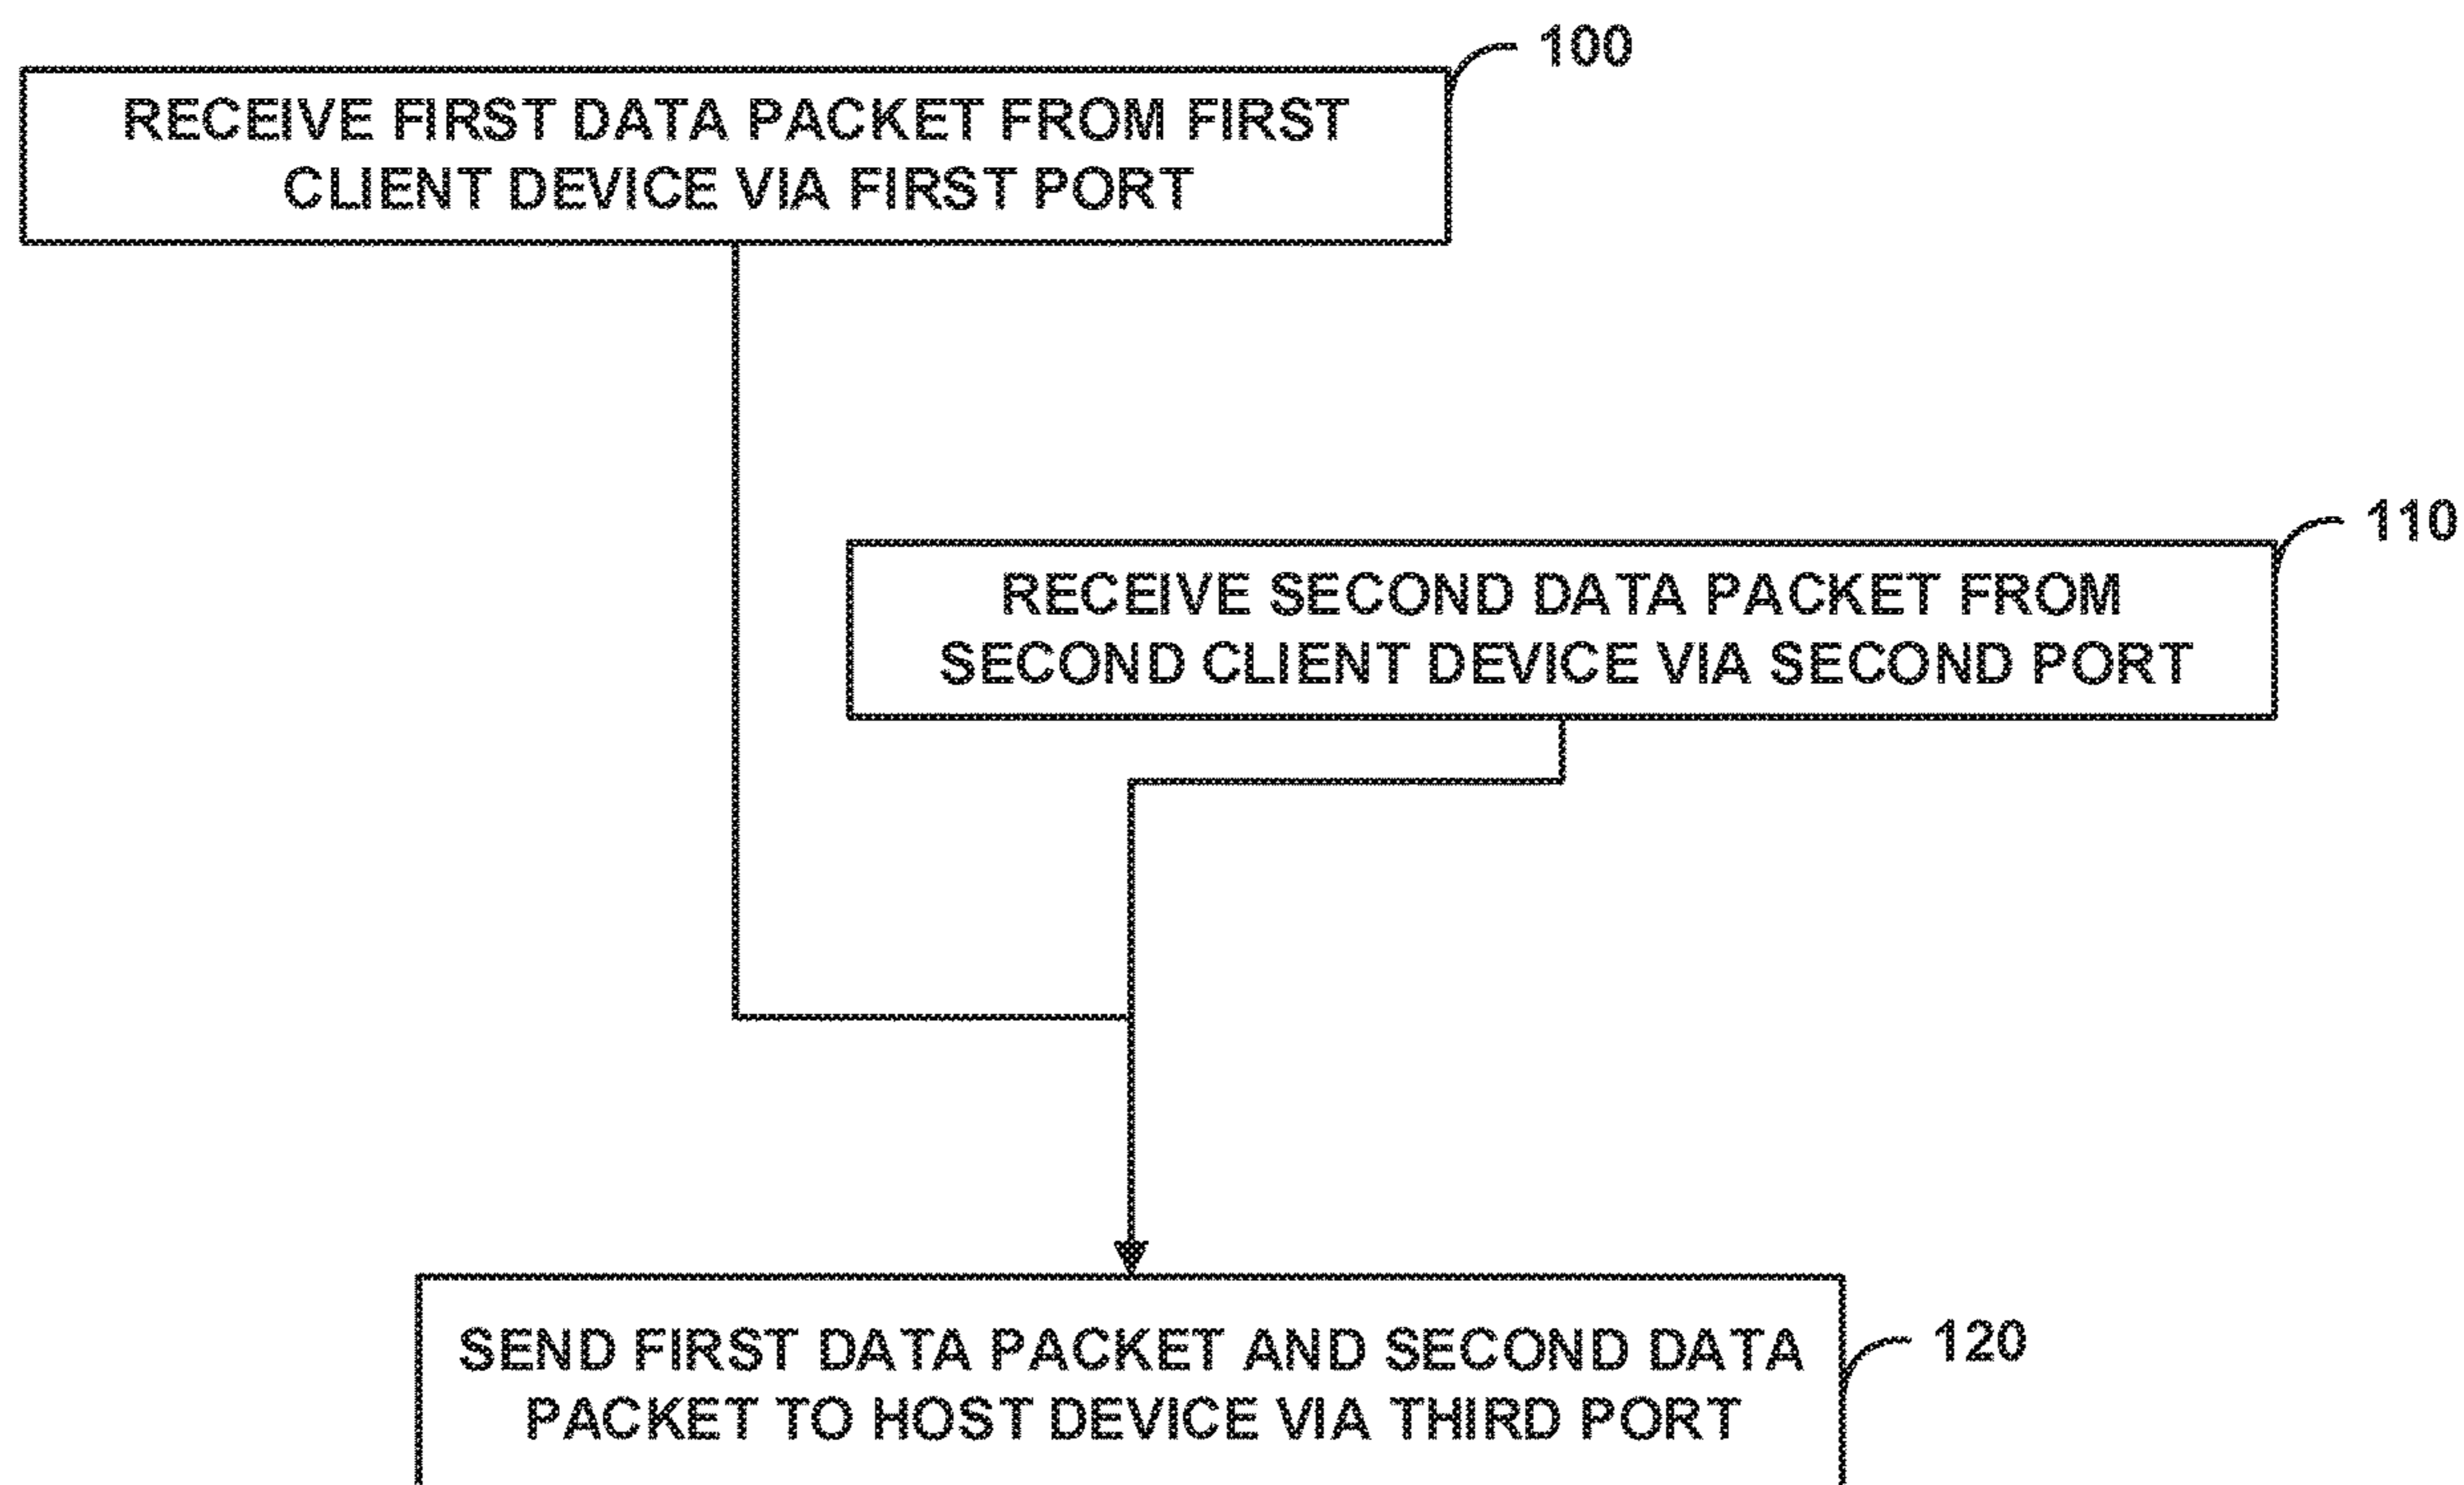 100
RECEIVE FIRST DATA PACKET FROM FIRST
CLIENT DEVICE VIA FIRST PORT
110
RECEIVE SECOND DATA PACKET FROM
SECOND CLIENT DEVICE VIA SECOND PORT
SEND FIRST DATA PACKET AND SECOND DATA
PACKET TO HOST DEVICE VIA THIRD PORT
120